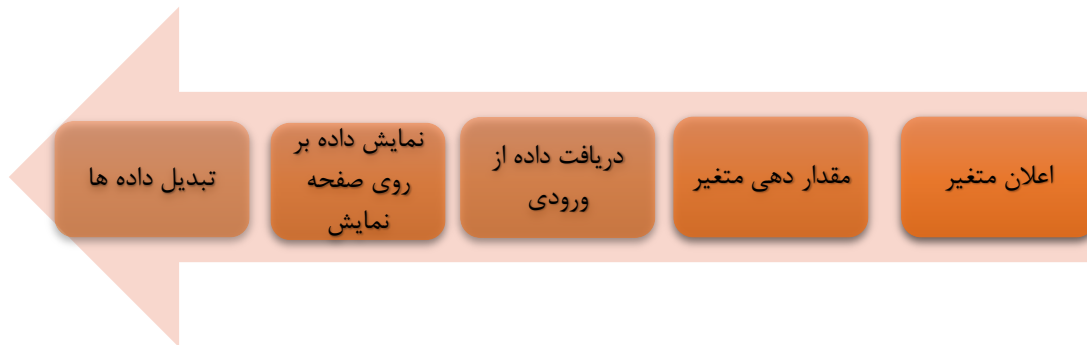 اعلان متغیر
مقدار دهی متغیر
دریافت داده از
ورودی
نمایش داده بر
روی صفحه
نمایش
تبدیل داده ها